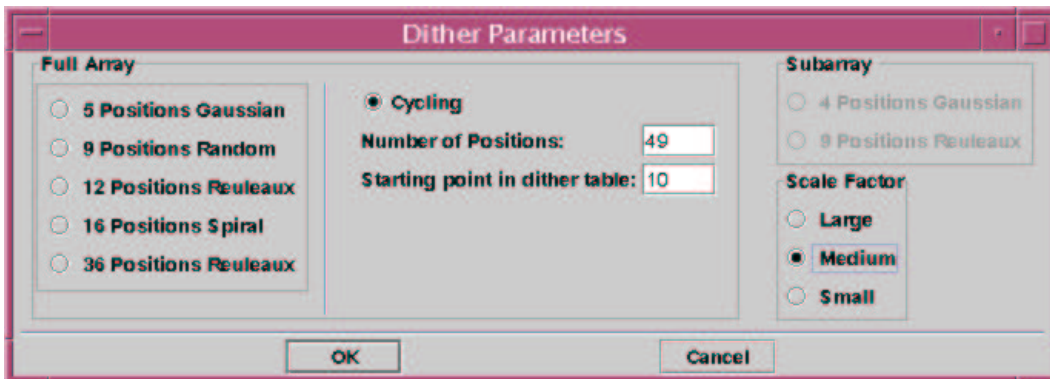 Dither Parameters
Full Array
5 Positions Gaussian
9 Positions Random
12 Positions Reuleaux
16 Positions Spiral
36 Positions Reuleaux
Cycling
Number of Positions: 49
Starting point in dither table: 10
Subarray
4 Positions Gaussian
9 Positions Reuleaux
Scale Factor
Large
Medium
Small
OK
Cancel